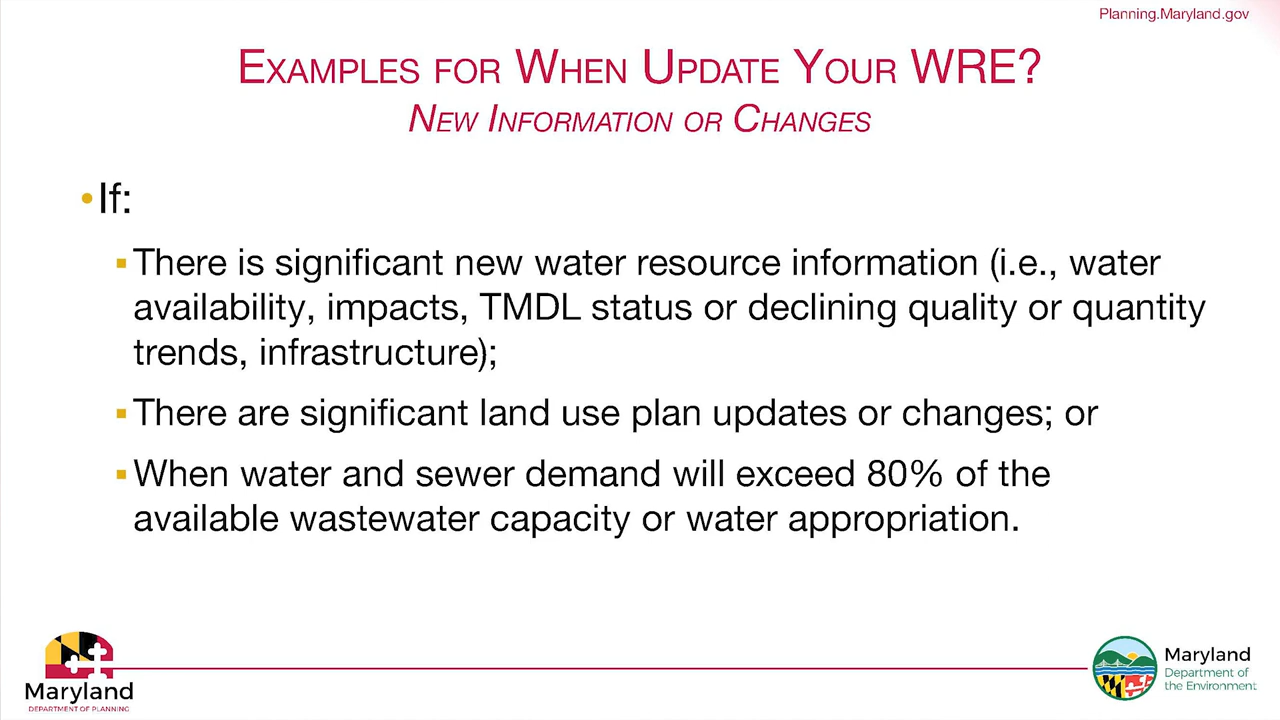 Planning.Maryland.gov
EXAMPLES FOR WHEN UPDATE YOUR WRE?
NEW INFORMATION OR CHANGES
•If:
▪There is significant new water resource information (i.e., water
availability, impacts, TMDL status or declining quality or quantity
trends, infrastructure);
▪There are significant land use plan updates or changes; or
▪When water and sewer demand will exceed 80% of the
available wastewater capacity or water appropriation.
Maryland
DEPARTMENT OF PLANNING
Maryland
Department of
the Environment